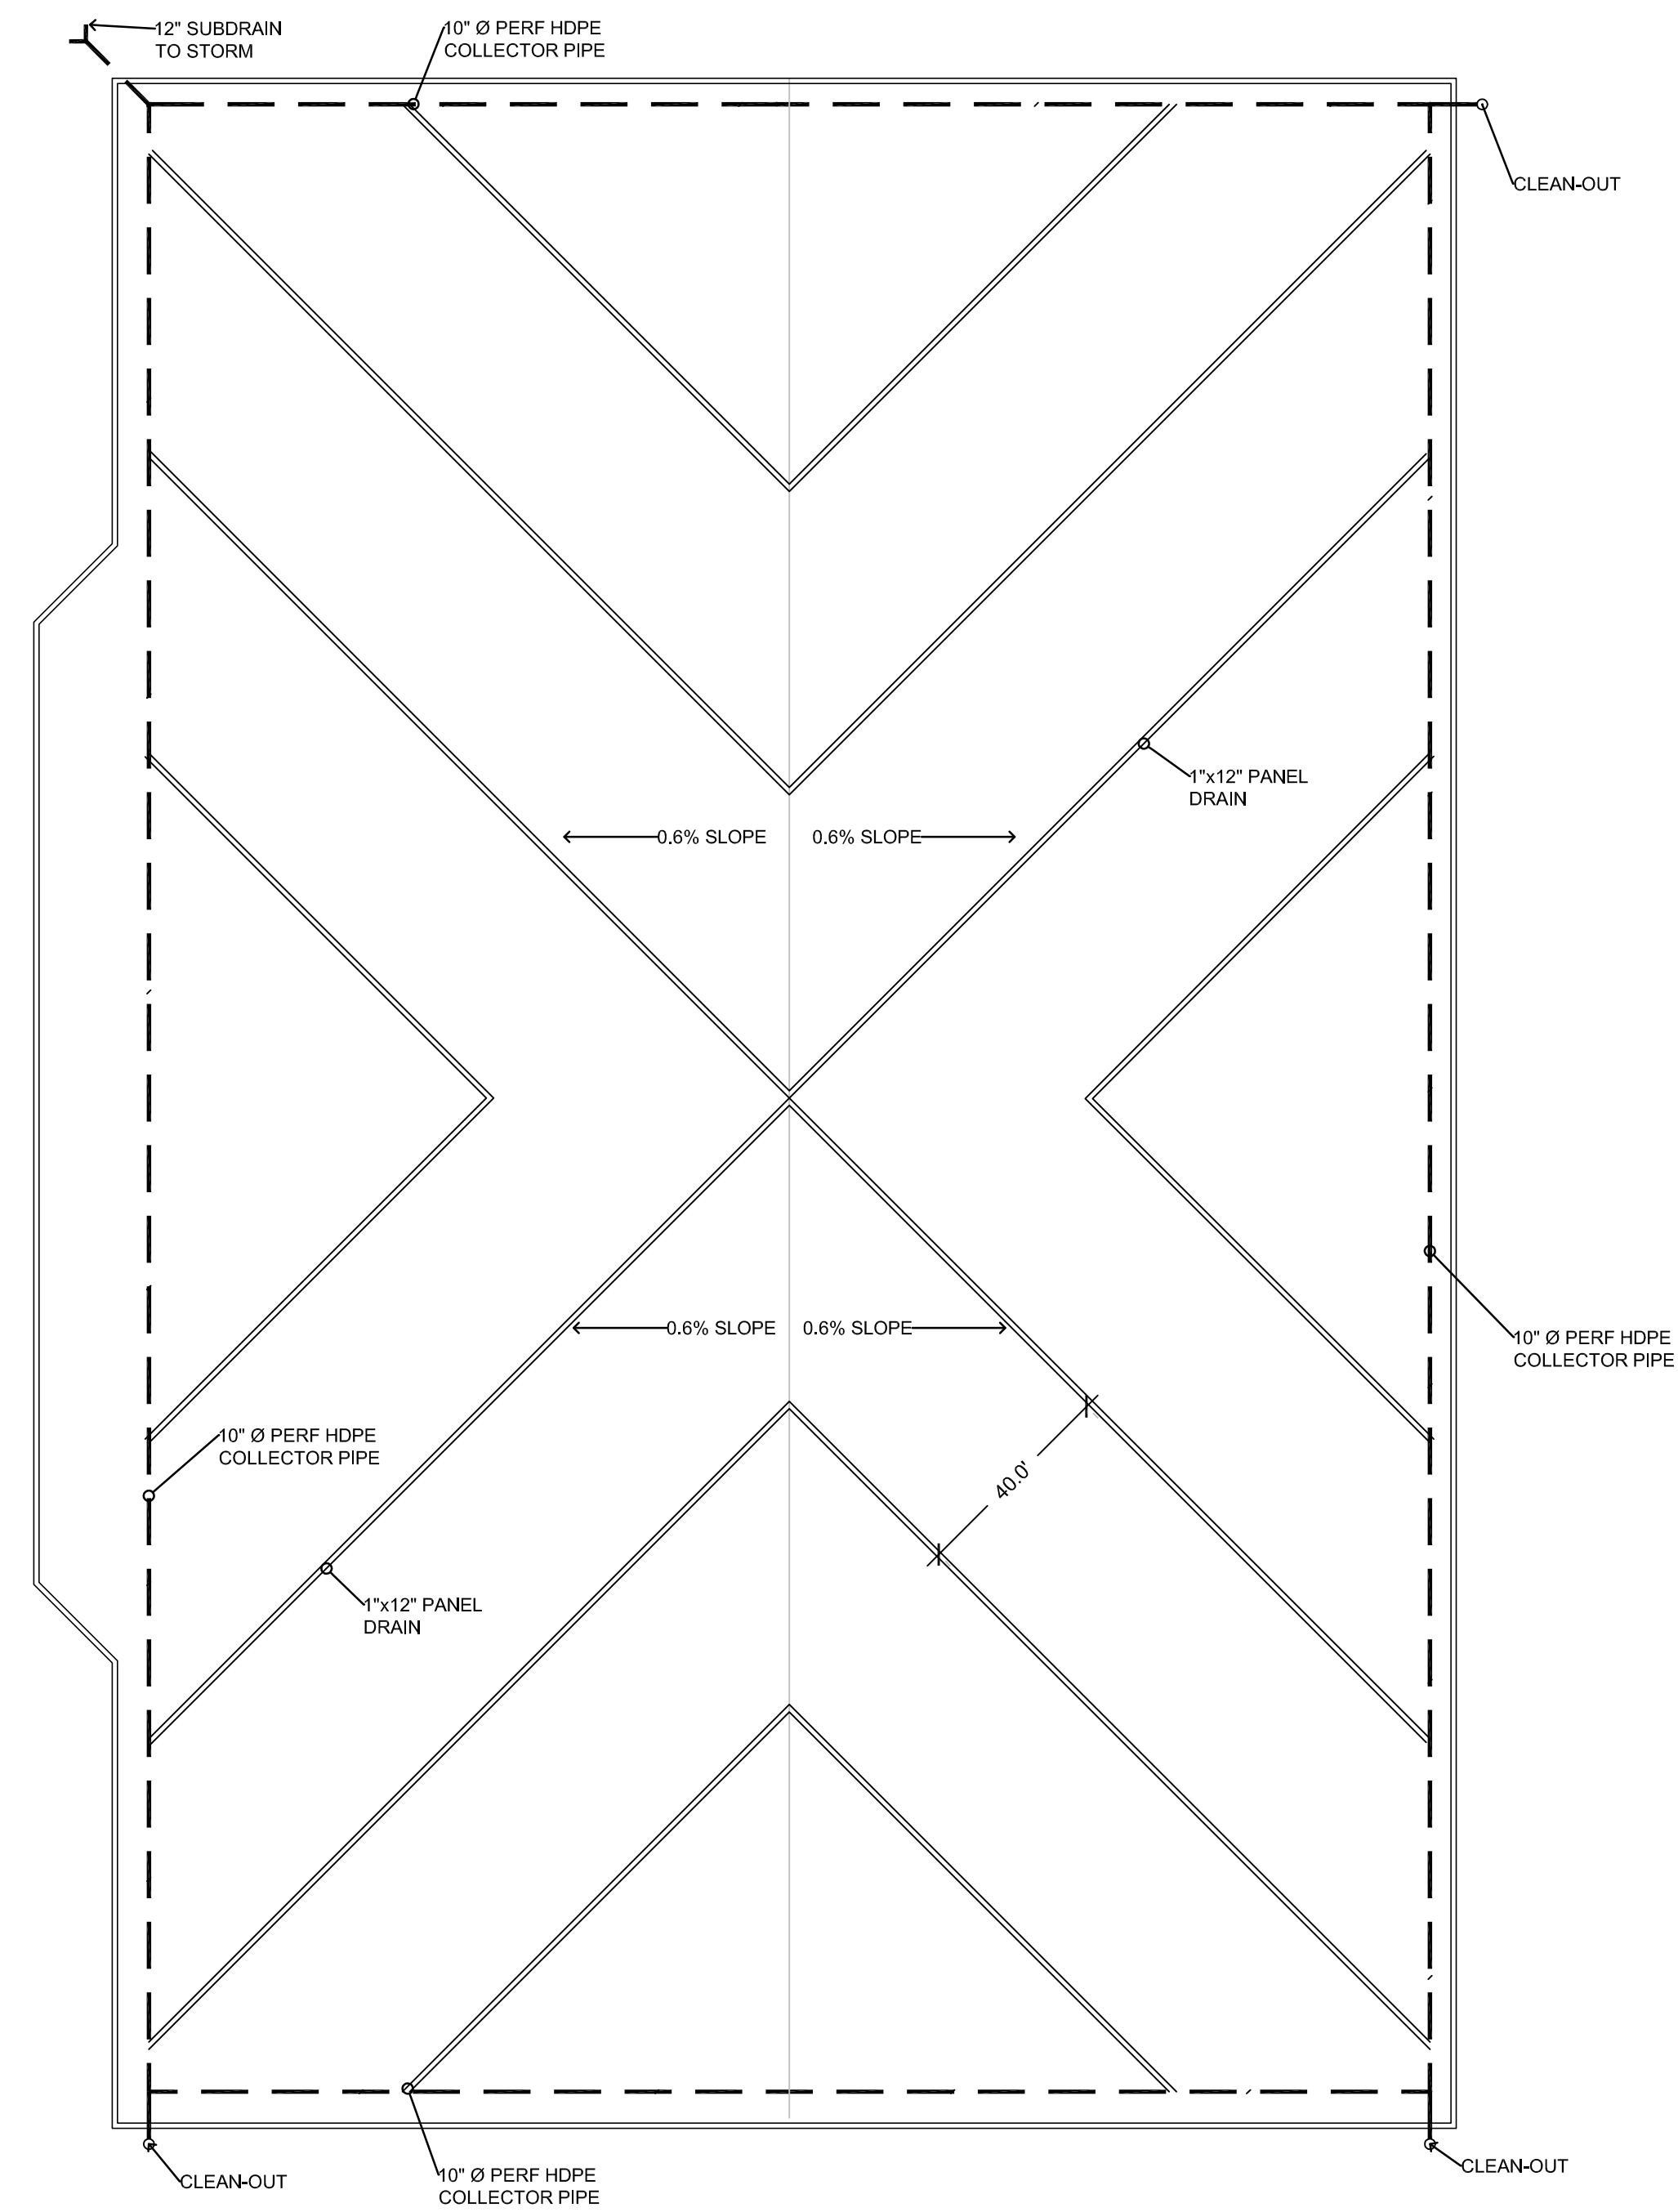 12" SUBDRAIN
TO STORM
10" Ø PERF HDPE
COLLECTOR PIPE
CLEAN-OUT
1"x12" PANEL
DRAIN
0.6% SLOPE
0.6% SLOPE
0.6% SLOPE
0.6% SLOPE
10" Ø PERF HDPE
COLLECTOR PIPE
10" Ø PERF HDPE
COLLECTOR PIPE
40.0'
1"x12" PANEL
DRAIN
CLEAN-OUT
10" Ø PERF HDPE
COLLECTOR PIPE
CLEAN-OUT